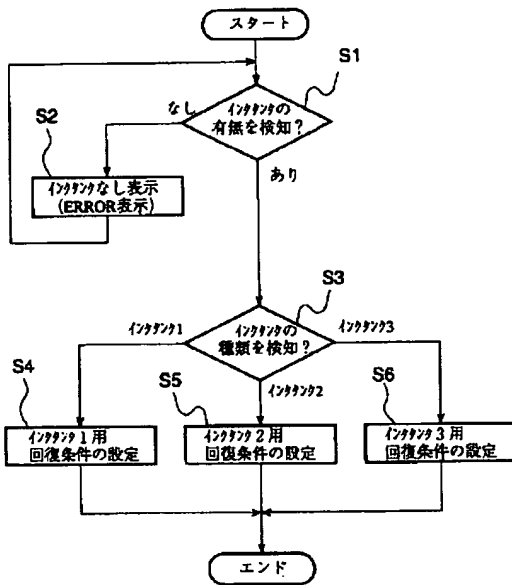 スタート
S1
インクタンクの
有無を検知?
なし
あり
S2
インクタンクなし表示
(ERROR表示)
S3
インクタンクの
種類を検知?
インクタンク1
インクタンク3
インクタンク2
S4
S5
S6
インクタンク1用
回復条件の設定
インクタンク2用
回復条件の設定
インクタンク3用
回復条件の設定
エンド